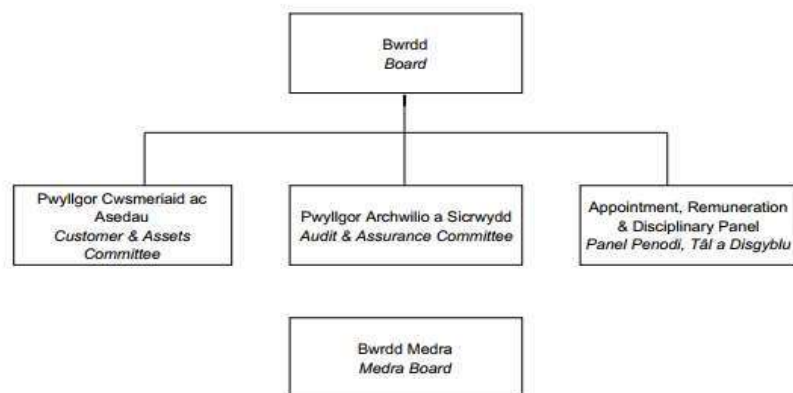 Bwrdd
Board
Pwyllgor Cwsmeriaid ac
Asedau
Customer & Assets
Committee
Pwyllgor Archwilio a Sicrwydd
Audit & Assurance Committee
Appointment, Remuneration
& Disciplinary Panel
Panel Penodi, Tâl a Disgyblu
Bwrdd Medra
Medra Board